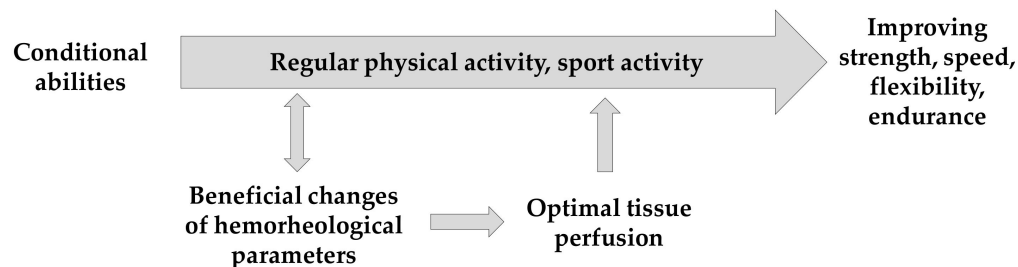 Conditional
abilities
Regular physical activity, sport activity
Improving
strength, speed,
flexibility,
endurance
Beneficial changes
of hemorheological
parameters
Optimal tissue
perfusion